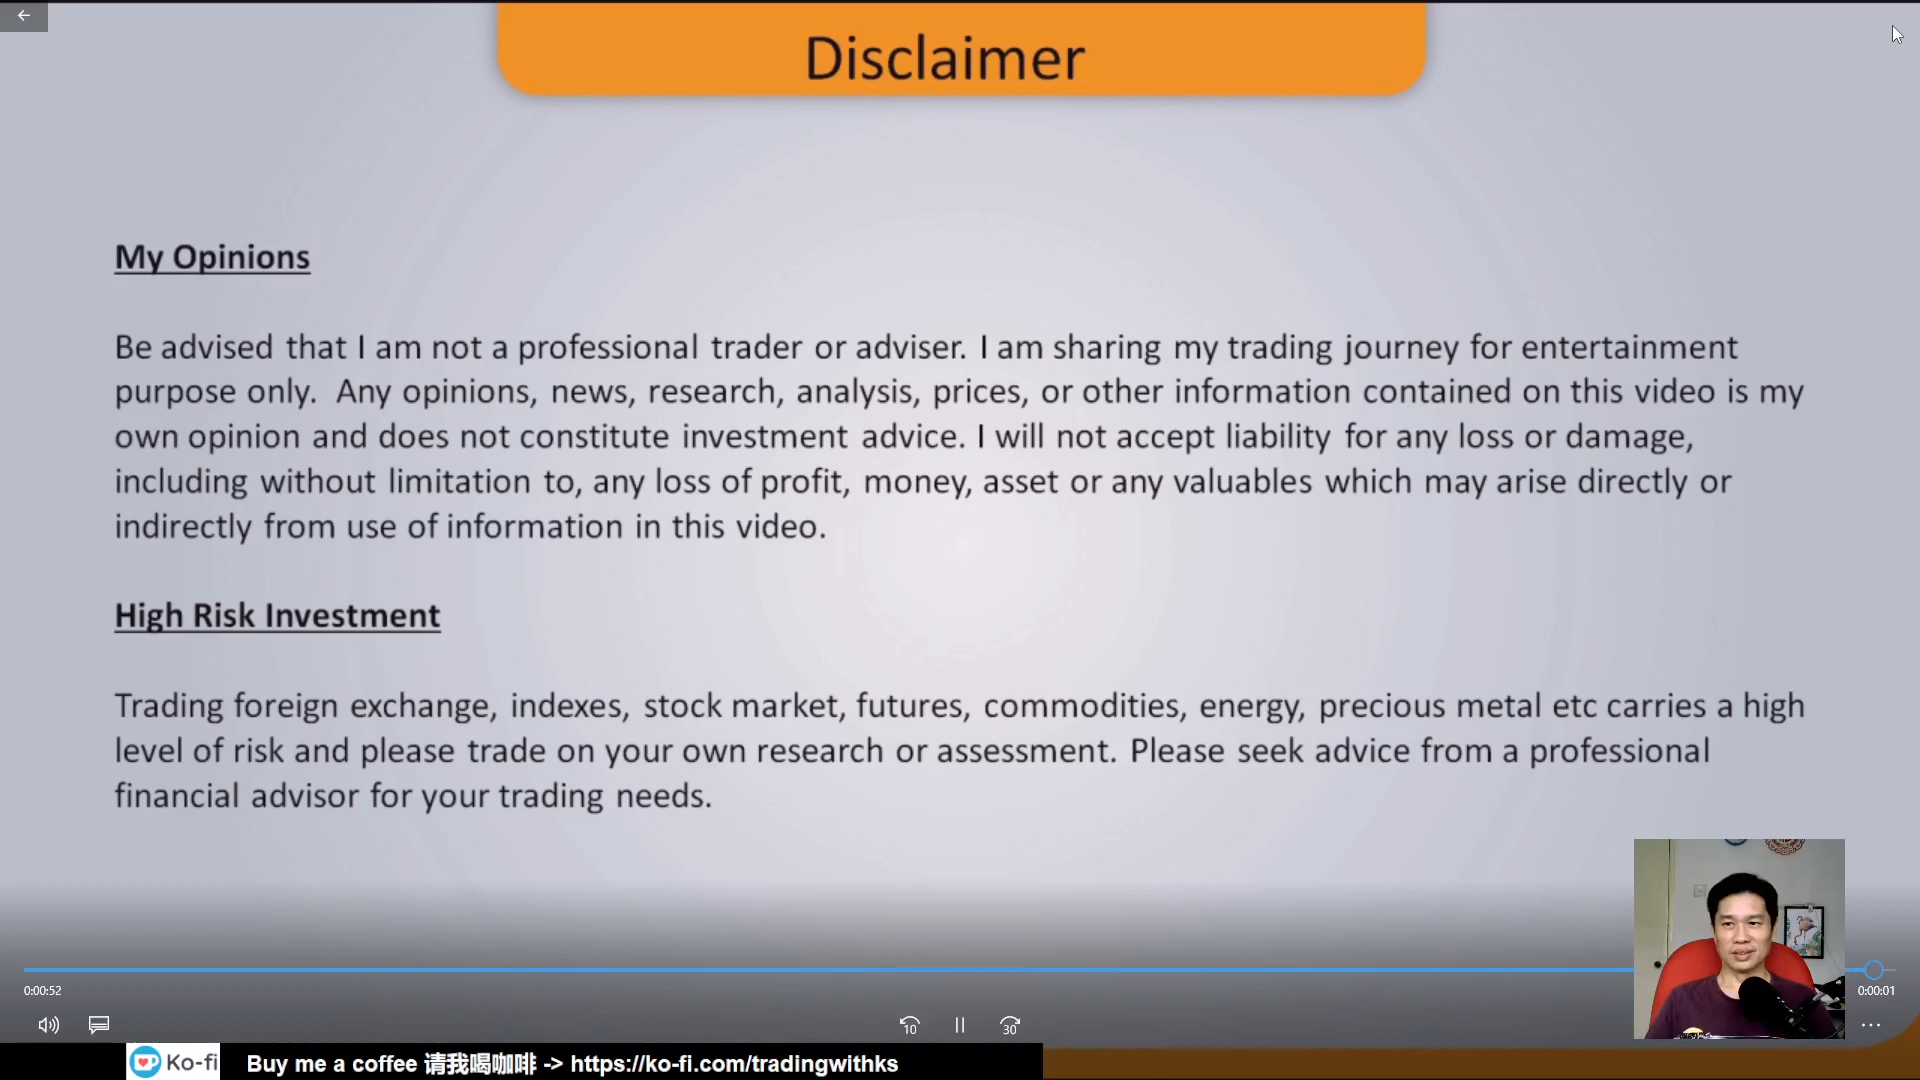 Disclaimer
My Opinions
Be advised that I am not a professional trader or adviser. I am sharing my trading journey for entertainment
purpose only.  Any opinions, news, research, analysis, prices, or other information contained on this video is my
own opinion and does not constitute investment advice. I will not accept liability for any loss or damage,
including without limitation to, any loss of profit, money, asset or any valuables which may arise directly or
indirectly from use of information in this video.
High Risk Investment
Trading foreign exchange, indexes, stock market, futures, commodities, energy, precious metal etc carries a high
level of risk and please trade on your own research or assessment. Please seek advice from a professional
financial advisor for your trading needs.
0:00:52
0:00:01
10
30
Ko-fi
Buy me a coffee 请我喝咖啡 -> https://ko-fi.com/tradingwithks